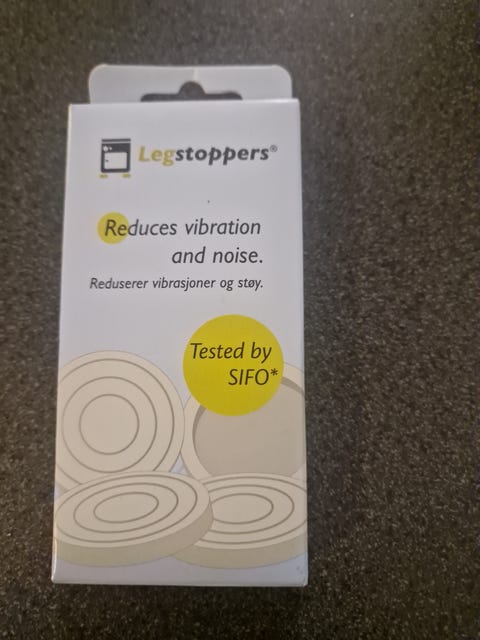 Legstoppers®
Reduces vibration
and noise.
Reduserer vibrasjoner og støy.
Tested by
SIFO*